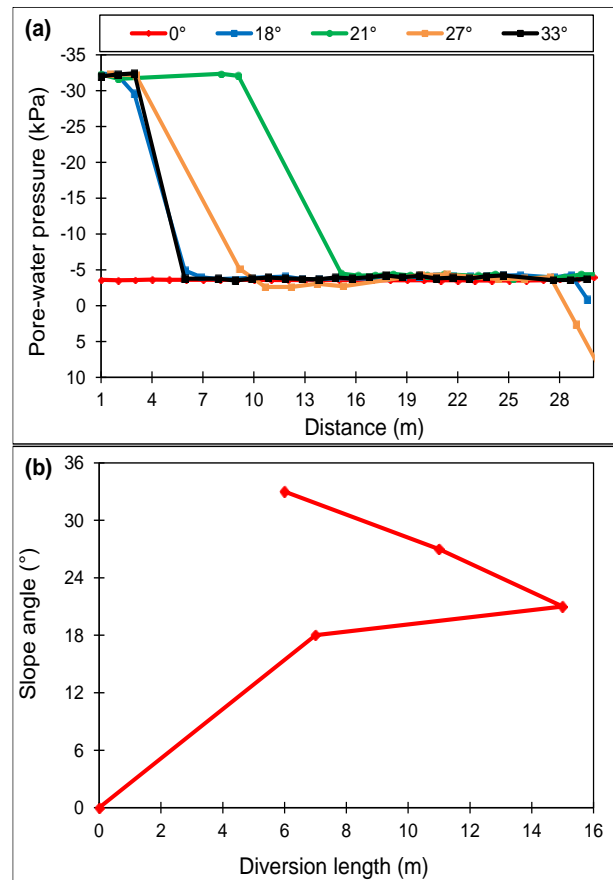 (a)
0° 18° 21° 27° 33°
-35
-30
-25
-20
-15
-10
-5
0
5
10
Pore-water pressure (kPa)
1 4 7 10 13 16 19 22 25 28
Distance (m)
(b)
36
30
24
18
12
6
0
Slope angle (°)
0 2 4 6 8 10 12 14 16
Diversion length (m)